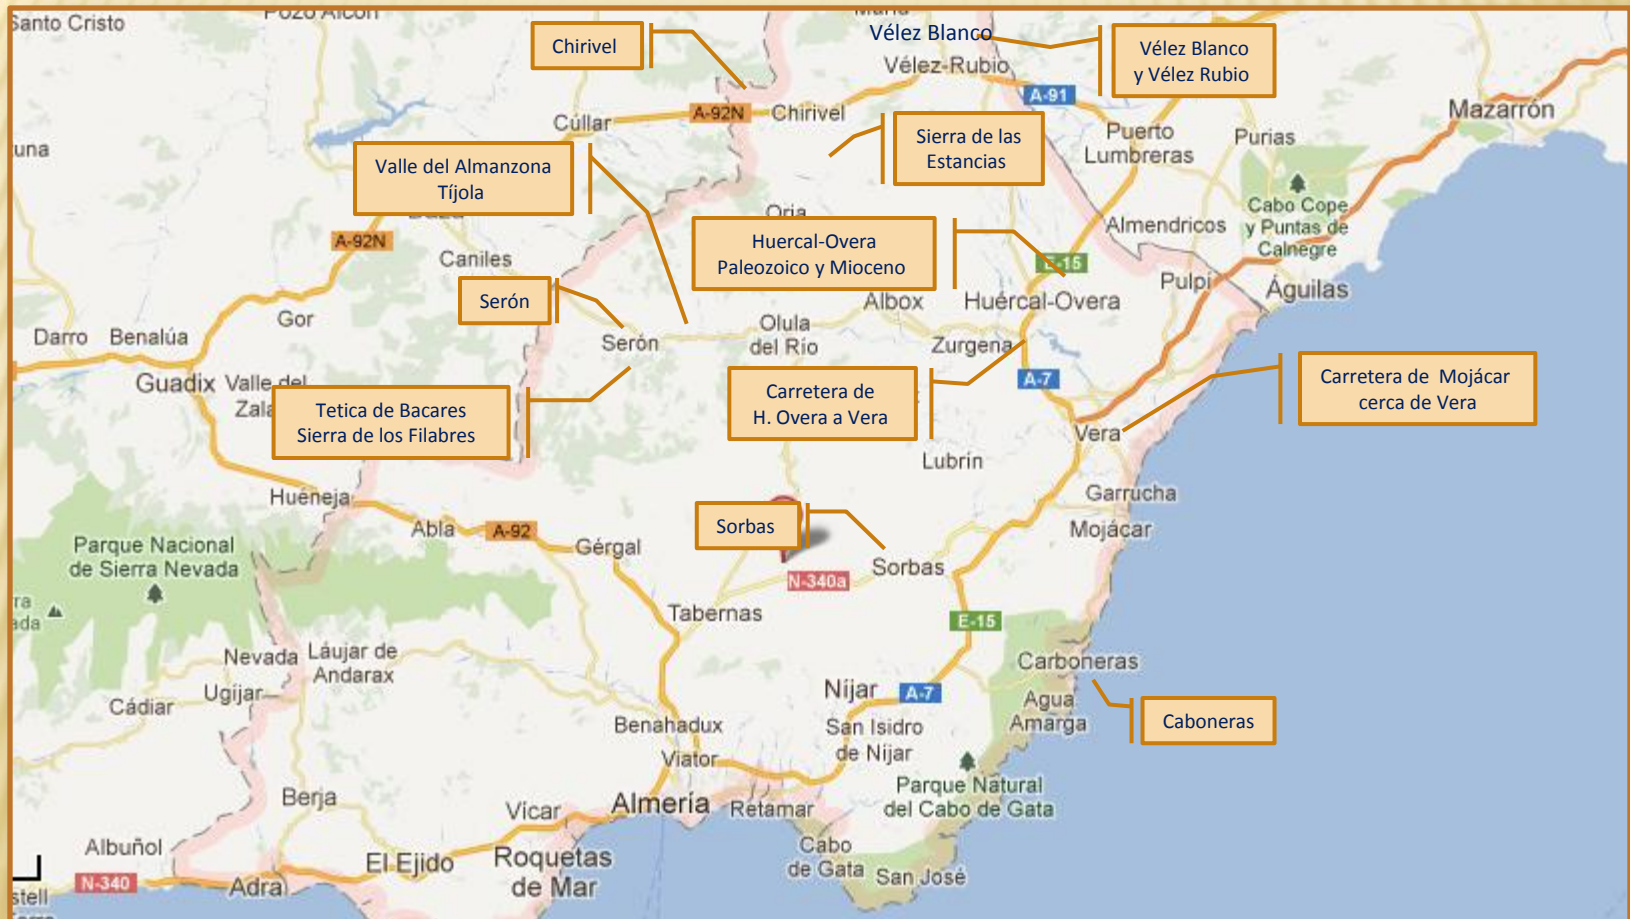 Santo Cristo
Pozo Alcón
María
Vélez Blanco
Chirivel
Vélez Blanco
y Vélez Rubio
Vélez-Rubio
A-91
Mazarrón
A-92N
Chirivel
Cúllar
Puerto
Lumbreras
Purias
Sierra de las
Estancias
una
Valle del Almanzona
Tíjola
Cabo Cope
y Puntas de
Calnegre
Oria
Almendricos
A-92N
Huercal-Overa
Paleozoico y Mioceno
Caniles
E-15
Pulpí
Águilas
Serón
Albox
Huércal-Overa
Gor
Darro
Benalúa
Serón
Olula
del Río
Zurgena
Guadix
Valle del
Zala
A-7
Carretera de
H. Overa a Vera
Carretera de Mojácar
cerca de Vera
Tetica de Bacares
Sierra de los Filabres
Vera
Lubrín
Huéneja
Garrucha
Abla
A-92
Sorbas
Mojácar
Parque Nacional
de Sierra Nevada
Gérgal
Sorbas
N-340a
Tabernas
E-15
Nevada
Láujar de
Andarax
Carboneras
Ugíjar
Cádiar
Níjar
A-7
Agua
Amarga
Caboneras
Benahadux
San Isidro
de Níjar
Viator
Parque Natural
del Cabo de Gata
Berja
Vícar
Almería
Retamar
Albuñol
El Ejido
Roquetas
de Mar
Cabo
de Gata
San José
N-340
Adra
stell